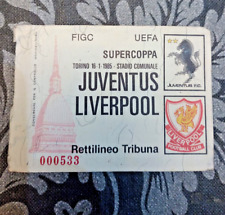 FIGC UEFA
SUPERCOPPA
TORINO 16-1-1985 - STADIO COMUNALE
JUVENTUS
LIVERPOOL
Rettilineo Tribuna
000533
JUVENTUS F.C.
LIVERPOOL
FOOTBALL CLUB